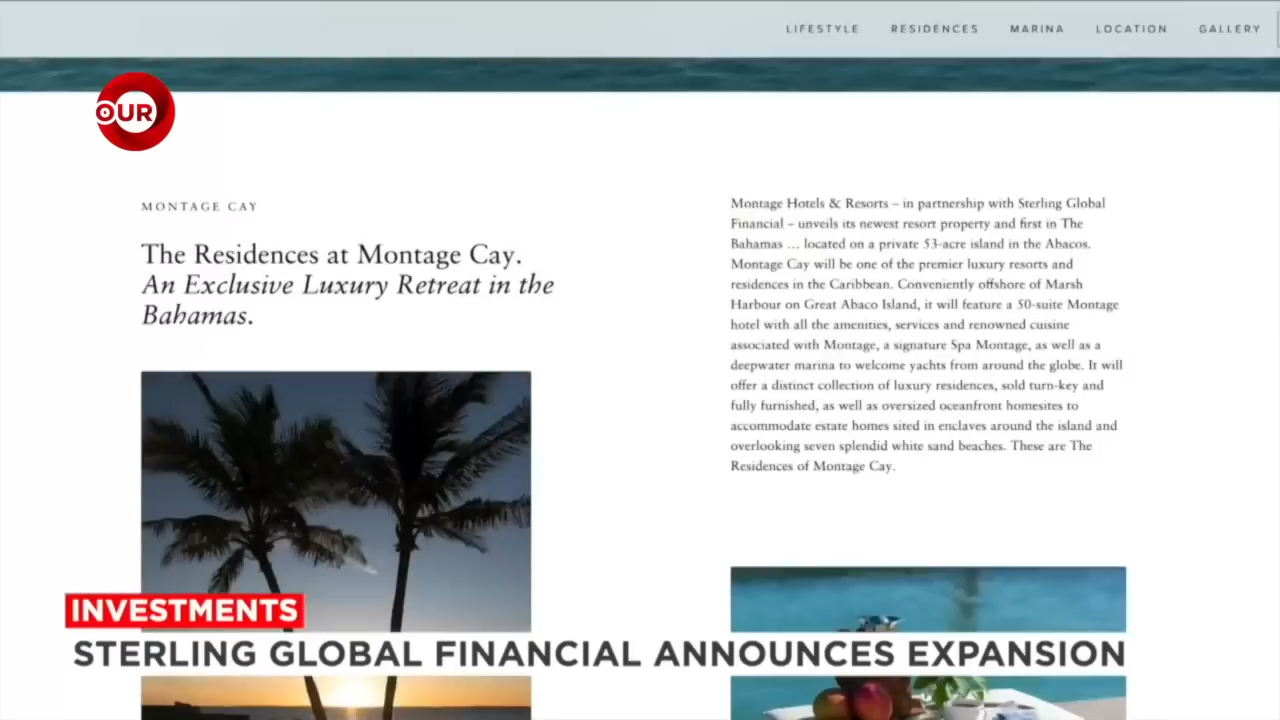 LIFESTYLE RESIDENCES MARINA LOCATION GALLERY
OUR
MONTAGE CAY
The Residences at Montage Cay.
An Exclusive Luxury Retreat in the
Bahamas.
Montage Hotels & Resorts – in partnership with Sterling Global
Financial – unveils its newest resort property and first in The
Bahamas … located on a private 53-acre island in the Abacos.
Montage Cay will be one of the premier luxury resorts and
residences in the Caribbean. Conveniently offshore of Marsh
Harbour on Great Abaco Island, it will feature a 50-suite Montage
hotel with all the amenities, services and renowned cuisine
associated with Montage, a signature Spa Montage, as well as a
deepwater marina to welcome yachts from around the globe. It will
offer a distinct collection of luxury residences, sold turn-key and
fully furnished, as well as oversized oceanfront homesites to
accommodate estate homes sited in enclaves around the island and
overlooking seven splendid white sand beaches. These are The
Residences of Montage Cay.
INVESTMENTS
STERLING GLOBAL FINANCIAL ANNOUNCES EXPANSION